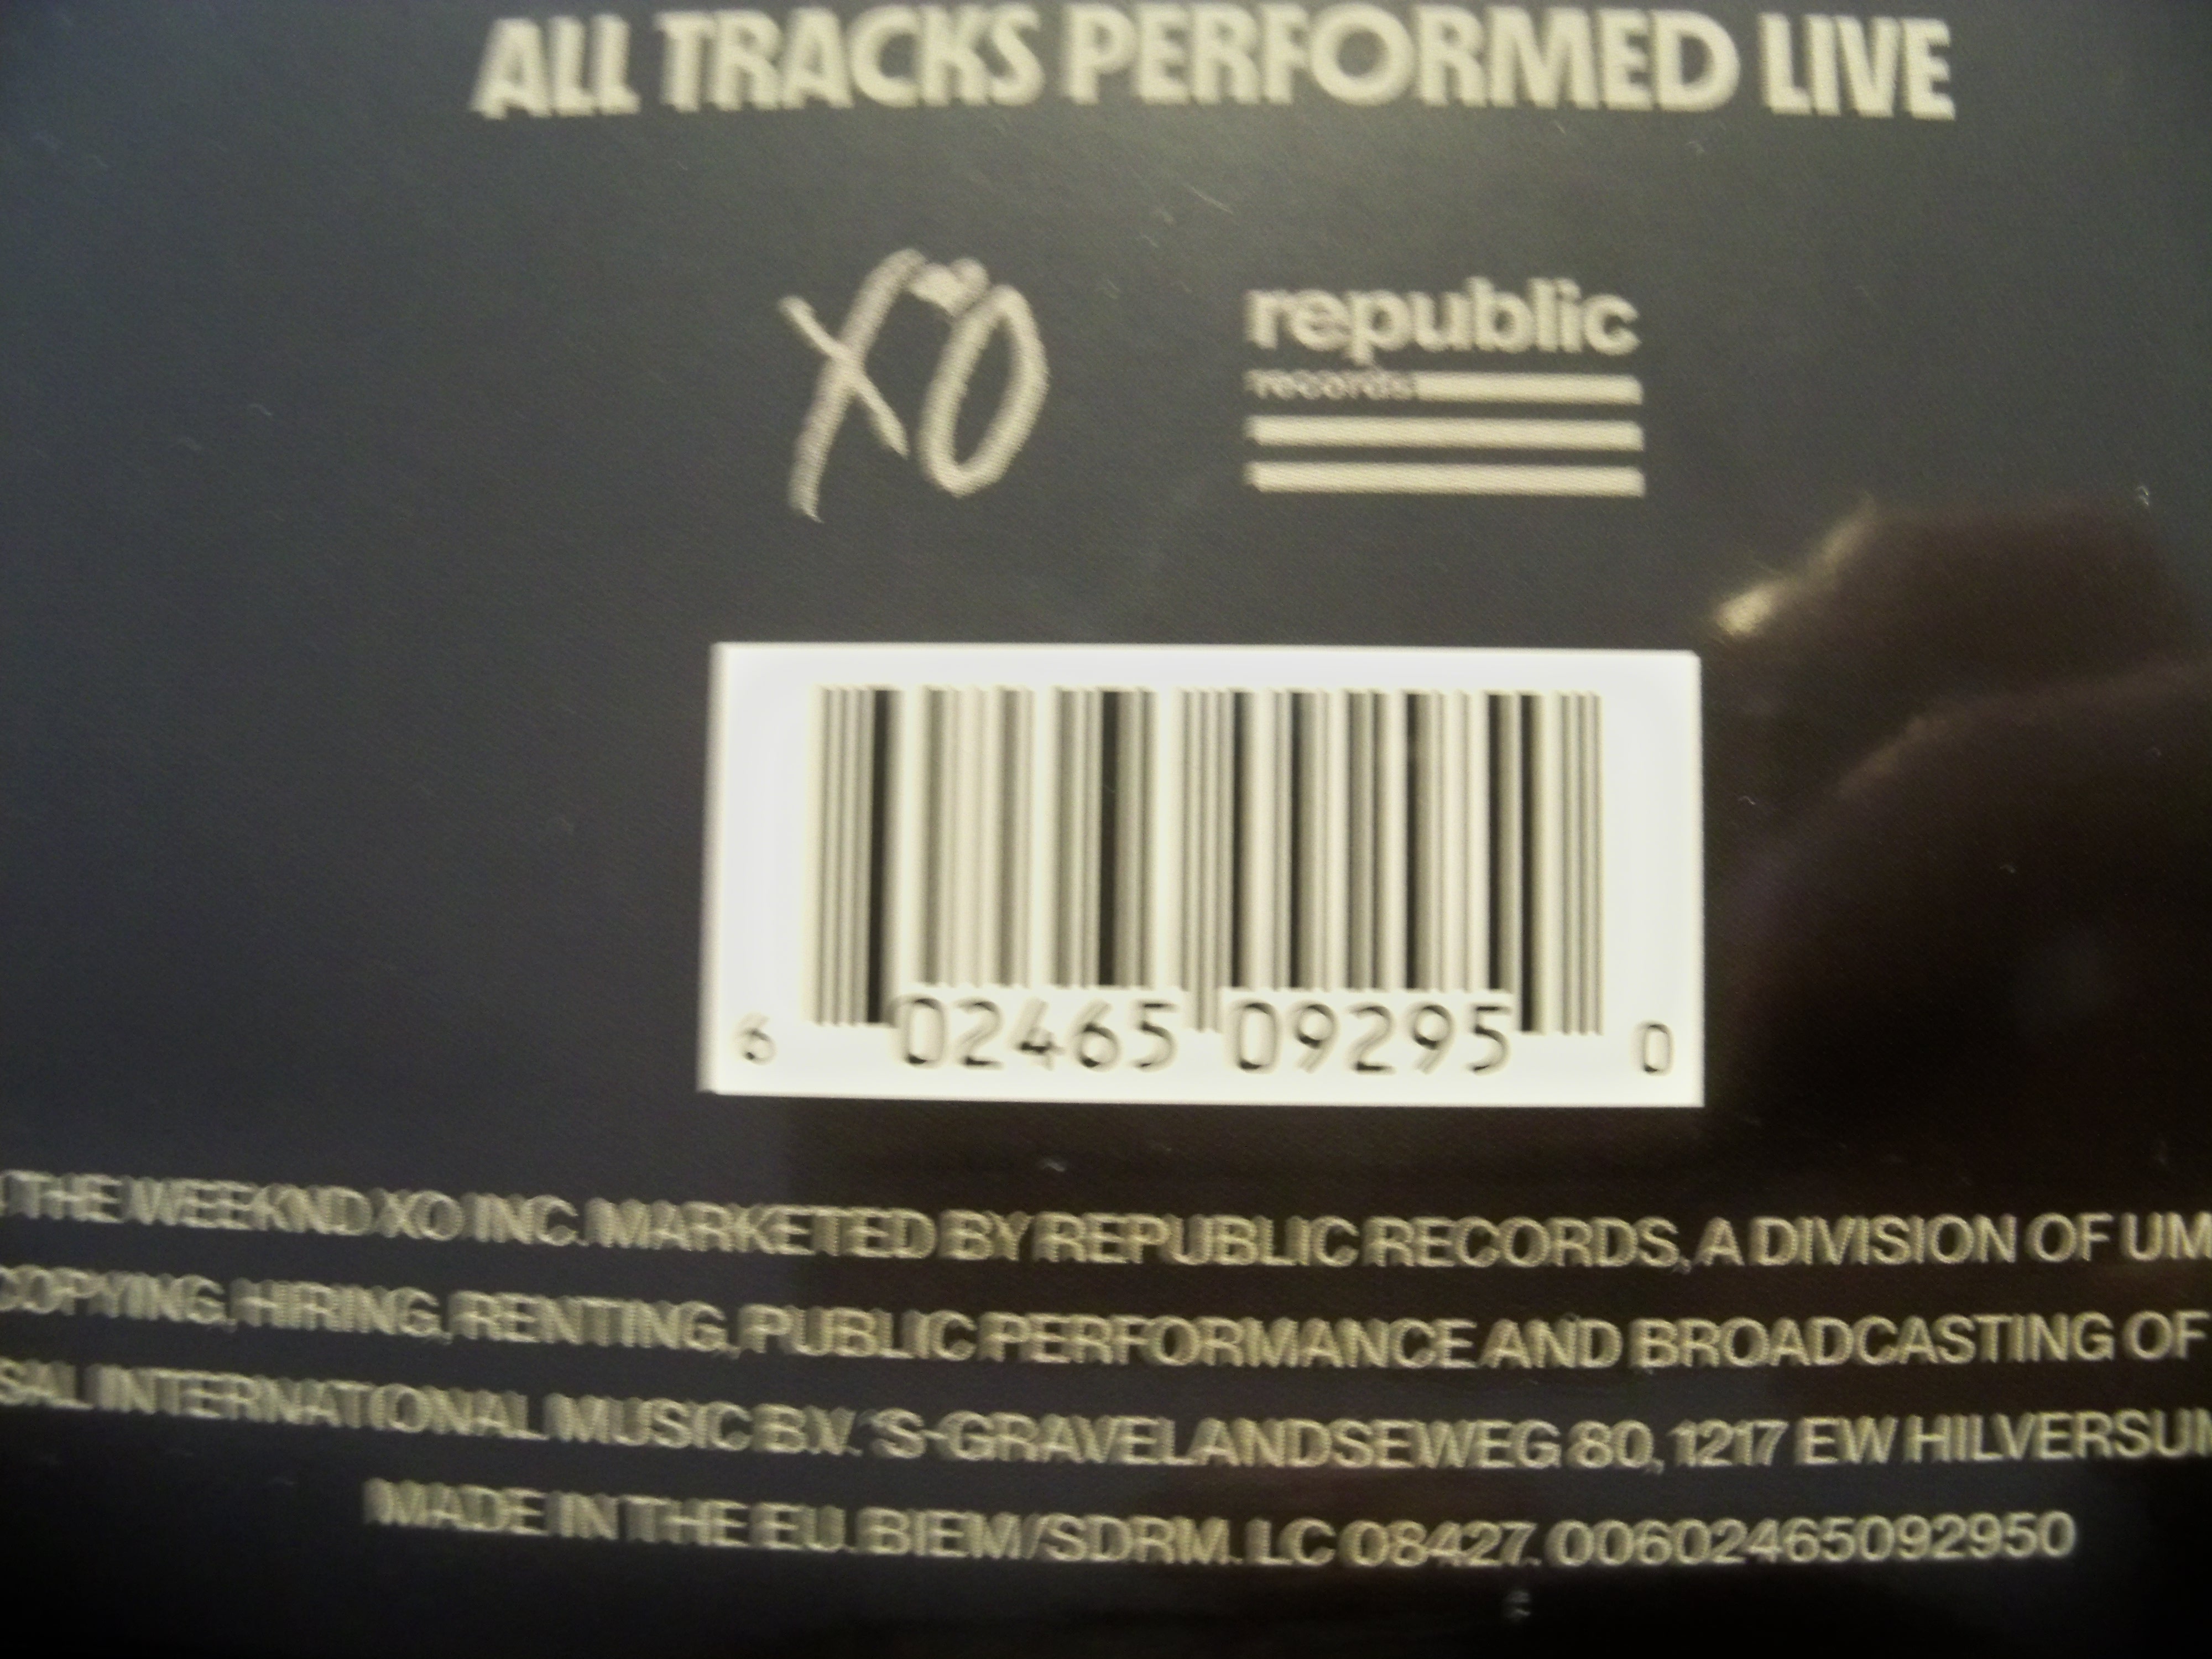 ALL TRACKS PERFORMED LIVE
XO
republic
records
6 02465 09295 0
THE WEEKND XO INC. MARKETED BY REPUBLIC RECORDS, A DIVISION OF UM
COPYING, HIRING, RENTING, PUBLIC PERFORMANCE AND BROADCASTING OF
SAL INTERNATIONAL MUSIC B.V. 'S-GRAVELANDSEWEG 80, 1217 EW HILVERSUM
MADE IN THE EU. BIEM/SDRM. LC 08427. 00602465092950